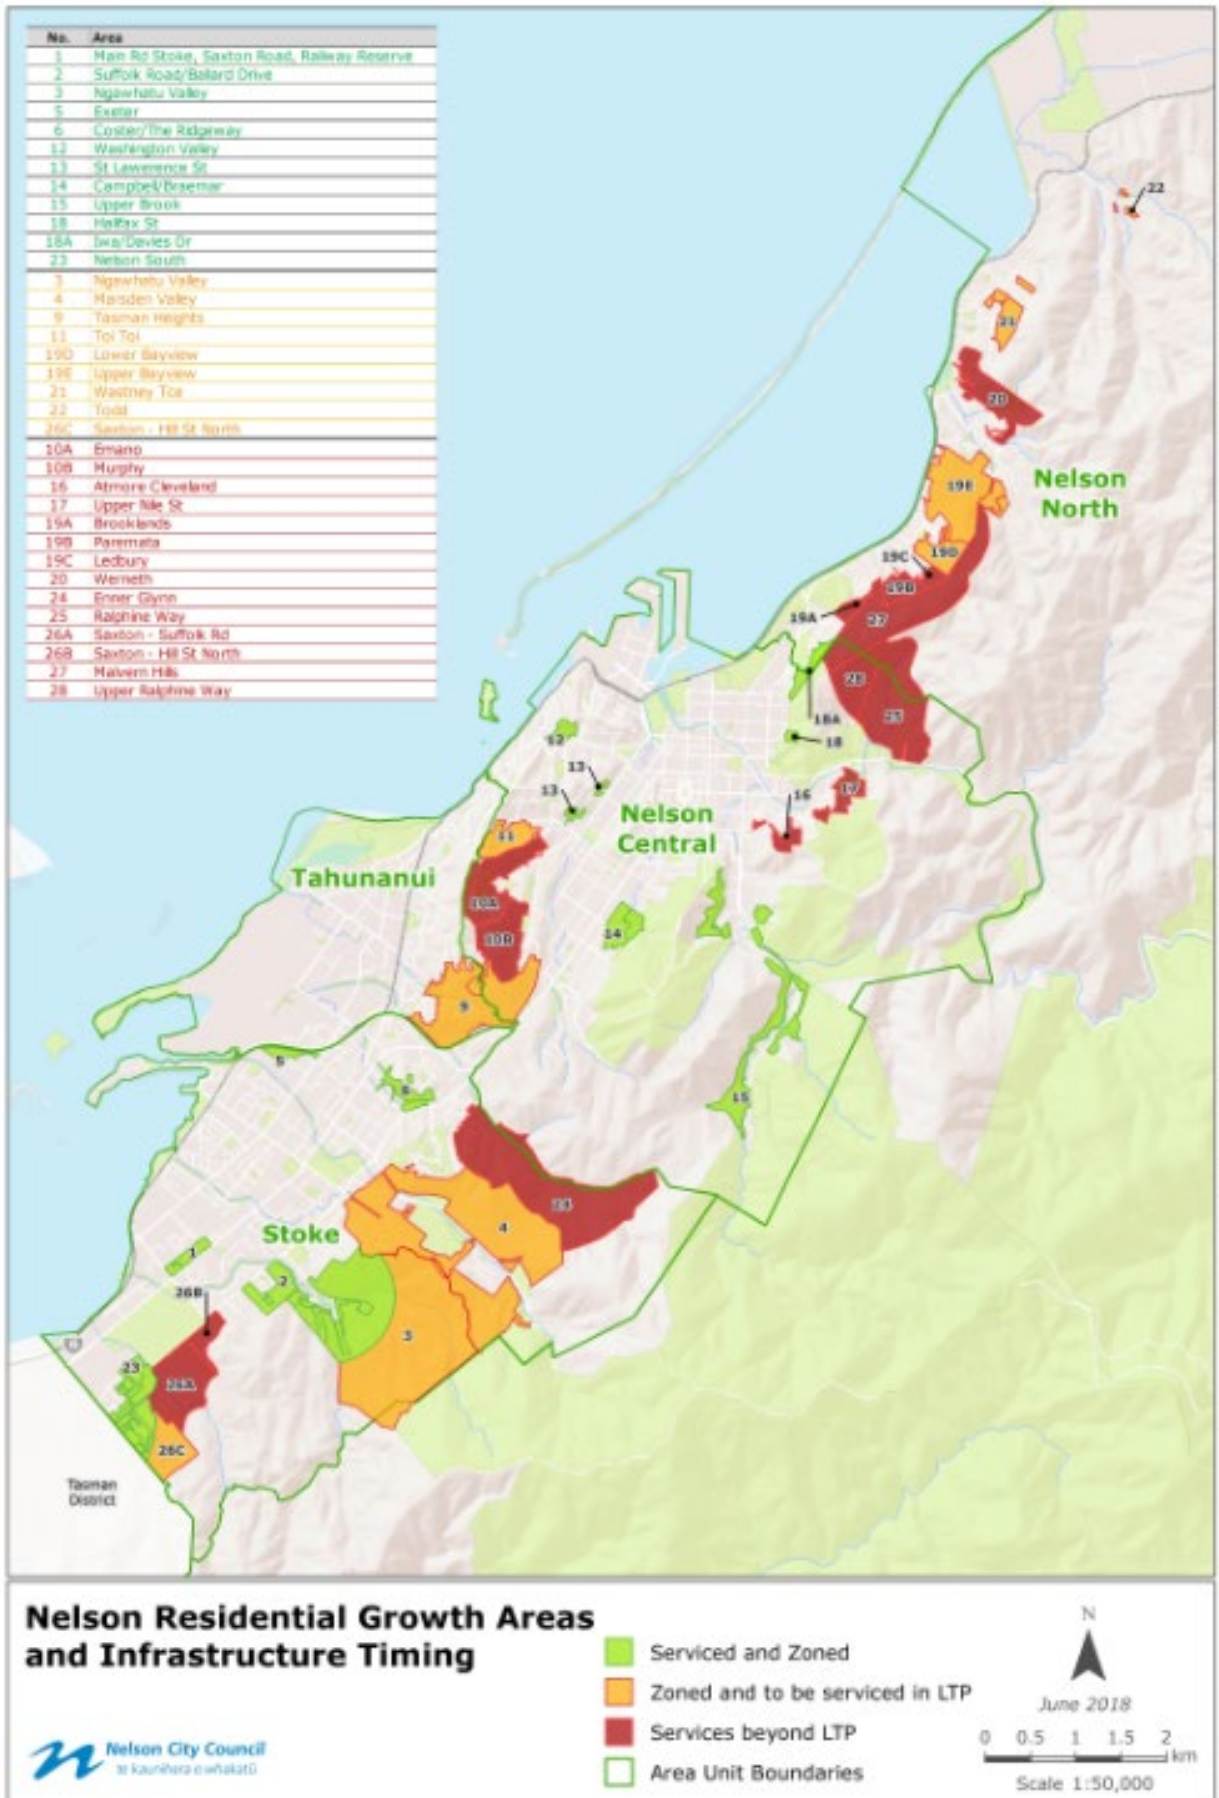 No. Area
1 Main Rd Stoke, Saxton Road, Railway Reserve
2 Suffolk Road/Ballard Drive
3 Ngawhatu Valley
5 Exeter
6 Coster/The Ridgeway
12 Washington Valley
13 St Lawerence St
14 Campbell/Braemar
15 Upper Brook
18 Halifax St
18A Iwa/Davies Dr
23 Nelson South
3 Ngawhatu Valley
4 Marsden Valley
9 Tasman Heights
11 Toi Toi
19D Lower Bayview
19E Upper Bayview
21 Wastney Tce
22 Todd
26C Saxton - Hill St North
10A Emano
10B Murphy
16 Atmore Cleveland
17 Upper Nile St
19A Brooklands
19B Paremata
19C Ledbury
20 Werneth
24 Enner Glynn
25 Ralphine Way
26A Saxton - Suffolk Rd
26B Saxton - Hill St North
27 Malvern Hills
28 Upper Ralphine Way
22
21
20
19E
Nelson
North
19C
19D
19B
19A
27
28
25
18A
18
12
13
13
16
17
Nelson
Central
11
Tahunanui
10A
10B
14
9
5
6
15
24
4
Stoke
1
2
26B
3
23
26A
26C
6
Tasman
District
Nelson Residential Growth Areas
and Infrastructure Timing
Nelson City Council
te kaunihera o whakatū
Serviced and Zoned
Zoned and to be serviced in LTP
Services beyond LTP
Area Unit Boundaries
N
June 2018
0 0.5 1 1.5 2
km
Scale 1:50,000